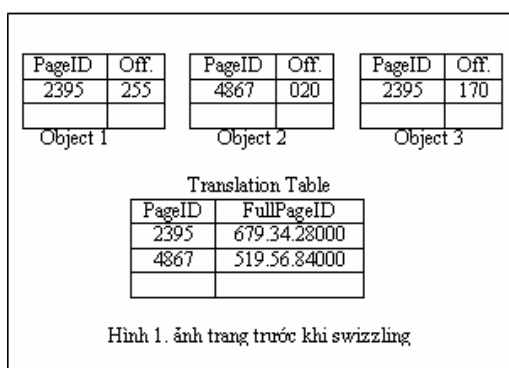 PageID Off. PageID Off. PageID Off.
2395 255 4867 020 2395 170
Object 1 Object 2 Object 3
Translation Table
PageID FullPageID
2395 679.34.28000
4867 519.56.84000
Hình 1. ảnh trang trước khi swizzling